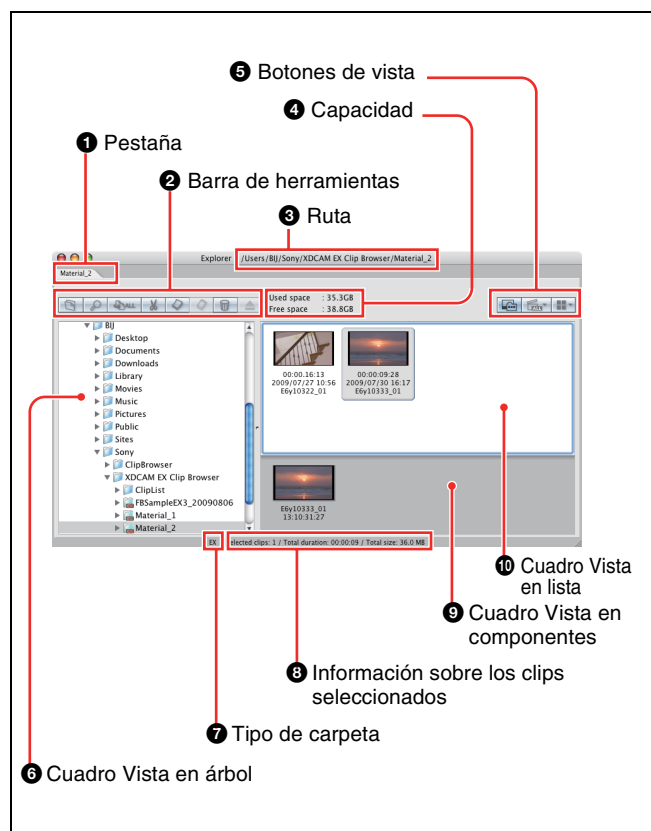 ❺ Botones de vista
❹ Capacidad
❶ Pestaña
❷ Barra de herramientas
❸ Ruta
Explorer /Users/BIJ/Sony/XDCAM EX Clip Browser/Material_2
Material_2
ALL
Used space : 35.3GB
Free space : 38.8GB
BIJ
Desktop
Documents
Downloads
Library
Movies
Music
Pictures
Public
Sites
Sony
ClipBrowser
XDCAM EX Clip Browser
ClipList
FBSampleEX3_20090806
Material_1
Material_2
00:00.16:13
2009/07/27 10:56
E6y10322_01
00:00:09:28
2009/07/30 16:17
E6y10333_01
E6y10333_01
13:10:31:27
EX
elected clips: 1 / Total duration: 00:00:09 / Total size: 36.0 MB
❿ Cuadro Vista
en lista
❾ Cuadro Vista en
componentes
❽ Información sobre los clips
seleccionados
❼ Tipo de carpeta
❻ Cuadro Vista en árbol